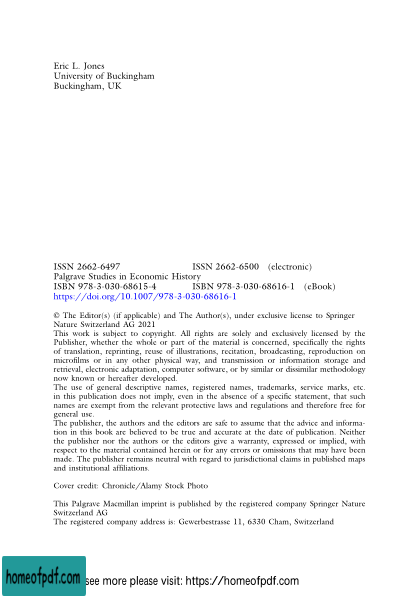 Eric L. Jones
University of Buckingham
Buckingham, UK
ISSN 2662-6497 ISSN 2662-6500 (electronic)
Palgrave Studies in Economic History
ISBN 978-3-030-68615-4 ISBN 978-3-030-68616-1 (eBook)
https://doi.org/10.1007/978-3-030-68616-1
© The Editor(s) (if applicable) and The Author(s), under exclusive license to Springer
Nature Switzerland AG 2021
This work is subject to copyright. All rights are solely and exclusively licensed by the
Publisher, whether the whole or part of the material is concerned, specifically the rights
of translation, reprinting, reuse of illustrations, recitation, broadcasting, reproduction on
microfilms or in any other physical way, and transmission or information storage and
retrieval, electronic adaptation, computer software, or by similar or dissimilar methodology
now known or hereafter developed.
The use of general descriptive names, registered names, trademarks, service marks, etc.
in this publication does not imply, even in the absence of a specific statement, that such
names are exempt from the relevant protective laws and regulations and therefore free for
general use.
The publisher, the authors and the editors are safe to assume that the advice and informa-
tion in this book are believed to be true and accurate at the date of publication. Neither
the publisher nor the authors or the editors give a warranty, expressed or implied, with
respect to the material contained herein or for any errors or omissions that may have been
made. The publisher remains neutral with regard to jurisdictional claims in published maps
and institutional affiliations.
Cover credit: Chronicle/Alamy Stock Photo
This Palgrave Macmillan imprint is published by the registered company Springer Nature
Switzerland AG
The registered company address is: Gewerbestrasse 11, 6330 Cham, Switzerland
homeofpdf.com see more please visit: https://homeofpdf.com